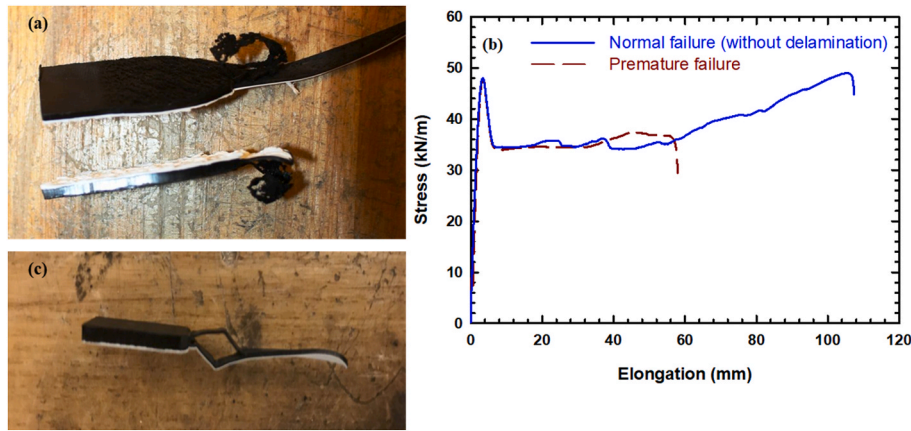 (a)
(c)
(b)
Normal failure (without delamination)
Premature failure
60
50
40
30
20
10
0
Stress (kN/m)
0 20 40 60 80 100 120
Elongation (mm)